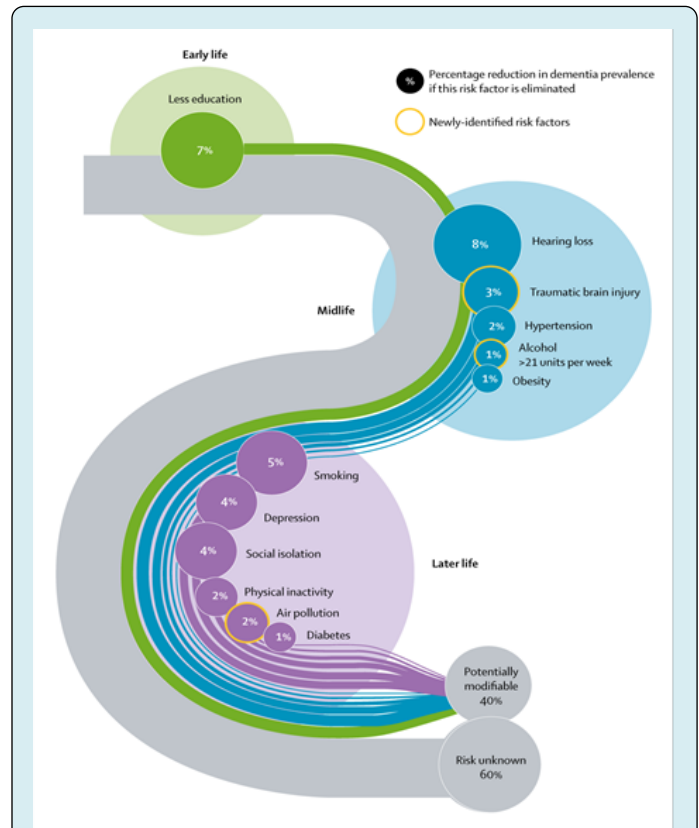 Early life
Less education
7%
%
Percentage reduction in dementia prevalence
if this risk factor is eliminated
Newly-identified risk factors
Midlife
8%
Hearing loss
3%
Traumatic brain injury
2%
Hypertension
1%
Alcohol
>21 units per week
1%
Obesity
5%
Smoking
4%
Depression
4%
Social isolation
Later life
2%
Physical inactivity
2%
Air pollution
1%
Diabetes
Potentially
modifiable
40%
Risk unknown
60%